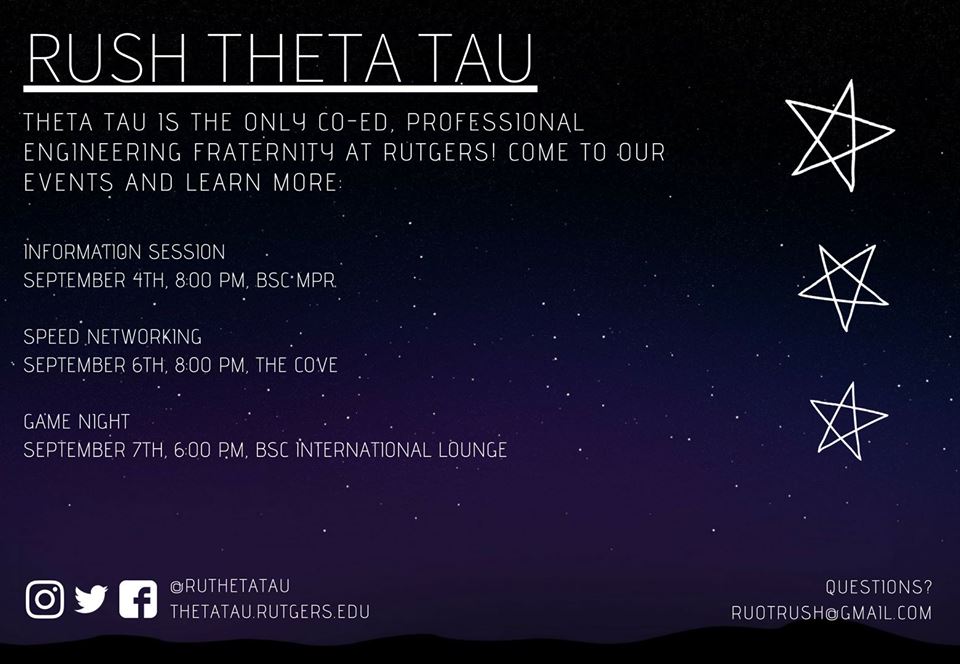 RUSH THETA TAU
THETA TAU IS THE ONLY CO-ED, PROFESSIONAL
ENGINEERING FRATERNITY AT RUTGERS! COME TO OUR
EVENTS AND LEARN MORE:
INFORMATION SESSION
SEPTEMBER 4TH, 8:00 PM, BSC MPR
SPEED NETWORKING
SEPTEMBER 6TH, 8:00 PM, THE COVE
GAME NIGHT
SEPTEMBER 7TH, 6:00 PM, BSC INTERNATIONAL LOUNGE
@RUTHETATAU
THETATAU.RUTGERS.EDU
QUESTIONS?
RUOTRUSH@GMAIL.COM